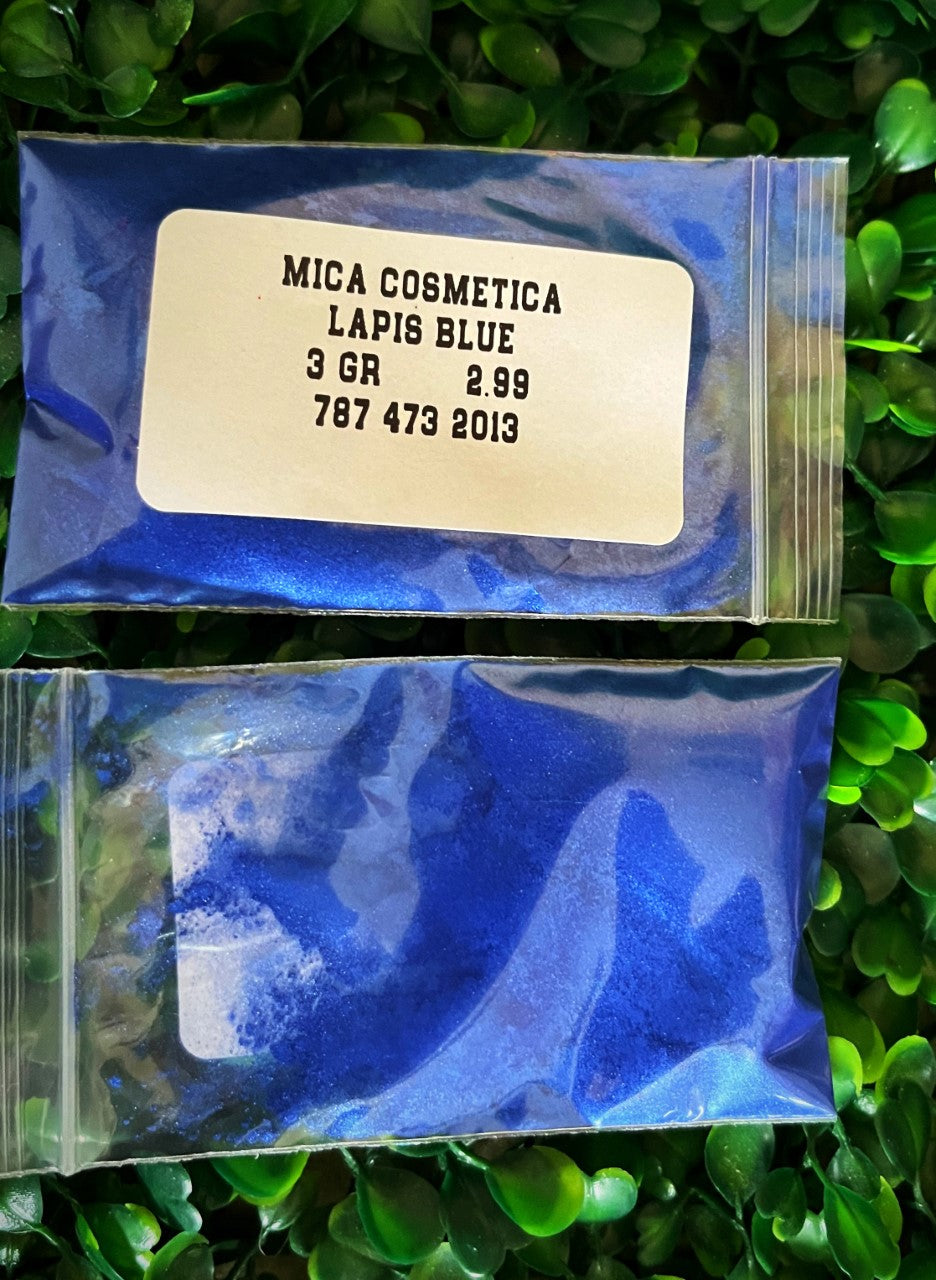 MICA COSMETICA
LAPIS BLUE
3 GR 2.99
787 473 2013